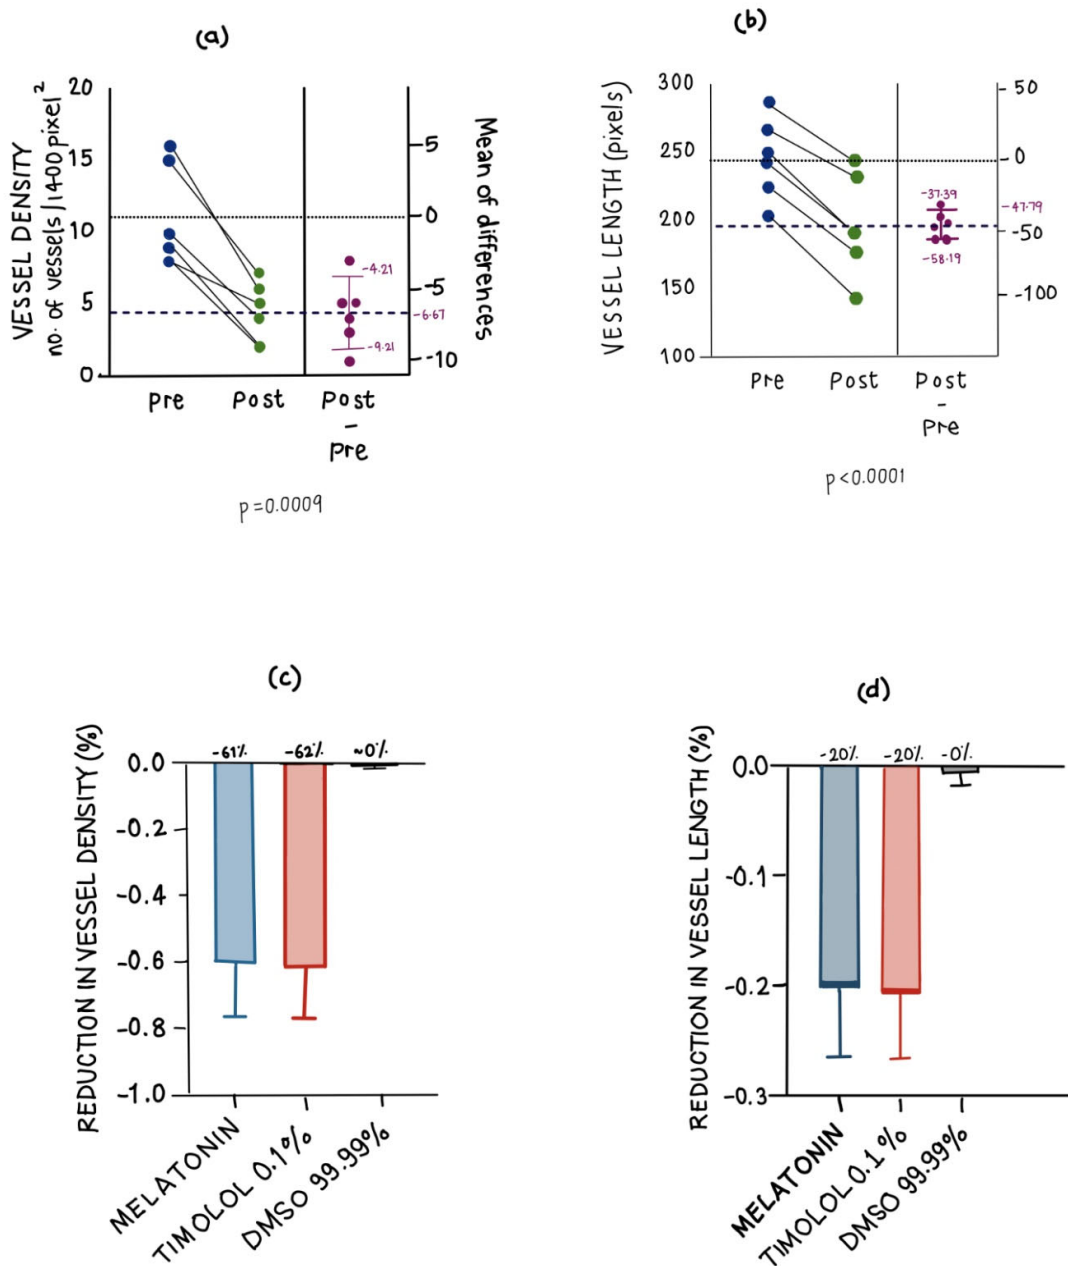 (a)
VESSEL DENSITY
no. of vessels / 1400 pixel²
20
15
10
5
0
5
0
-5
-10
Mean of differences
-4.21
-6.67
-9.21
Pre
Post
Post
-
Pre
p=0.0009
(b)
VESSEL LENGTH (pixels)
300
250
200
150
100
50
0
-50
-100
-37.39
-47.79
-58.19
Pre
Post
Post
-
Pre
p<0.0001
(c)
REDUCTION IN VESSEL DENSITY (%)
0.0
-0.2
-0.4
-0.6
-0.8
-1.0
-61%
-62%
~0%
MELATONIN
TIMOLOL 0.1%
DMSO 99.99%
(d)
REDUCTION IN VESSEL LENGTH (%)
0.0
-0.1
-0.2
-0.3
-20%
-20%
-0%
MELATONIN
TIMOLOL 0.1%
DMSO 99.99%